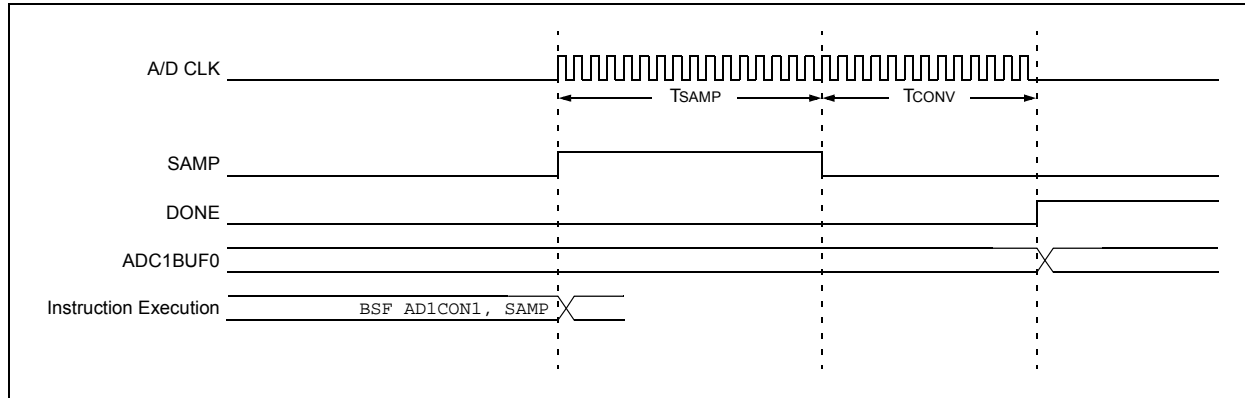 A/D CLK
TSAMP
TCONV
SAMP
DONE
ADC1BUF0
Instruction Execution
BSF AD1CON1, SAMP